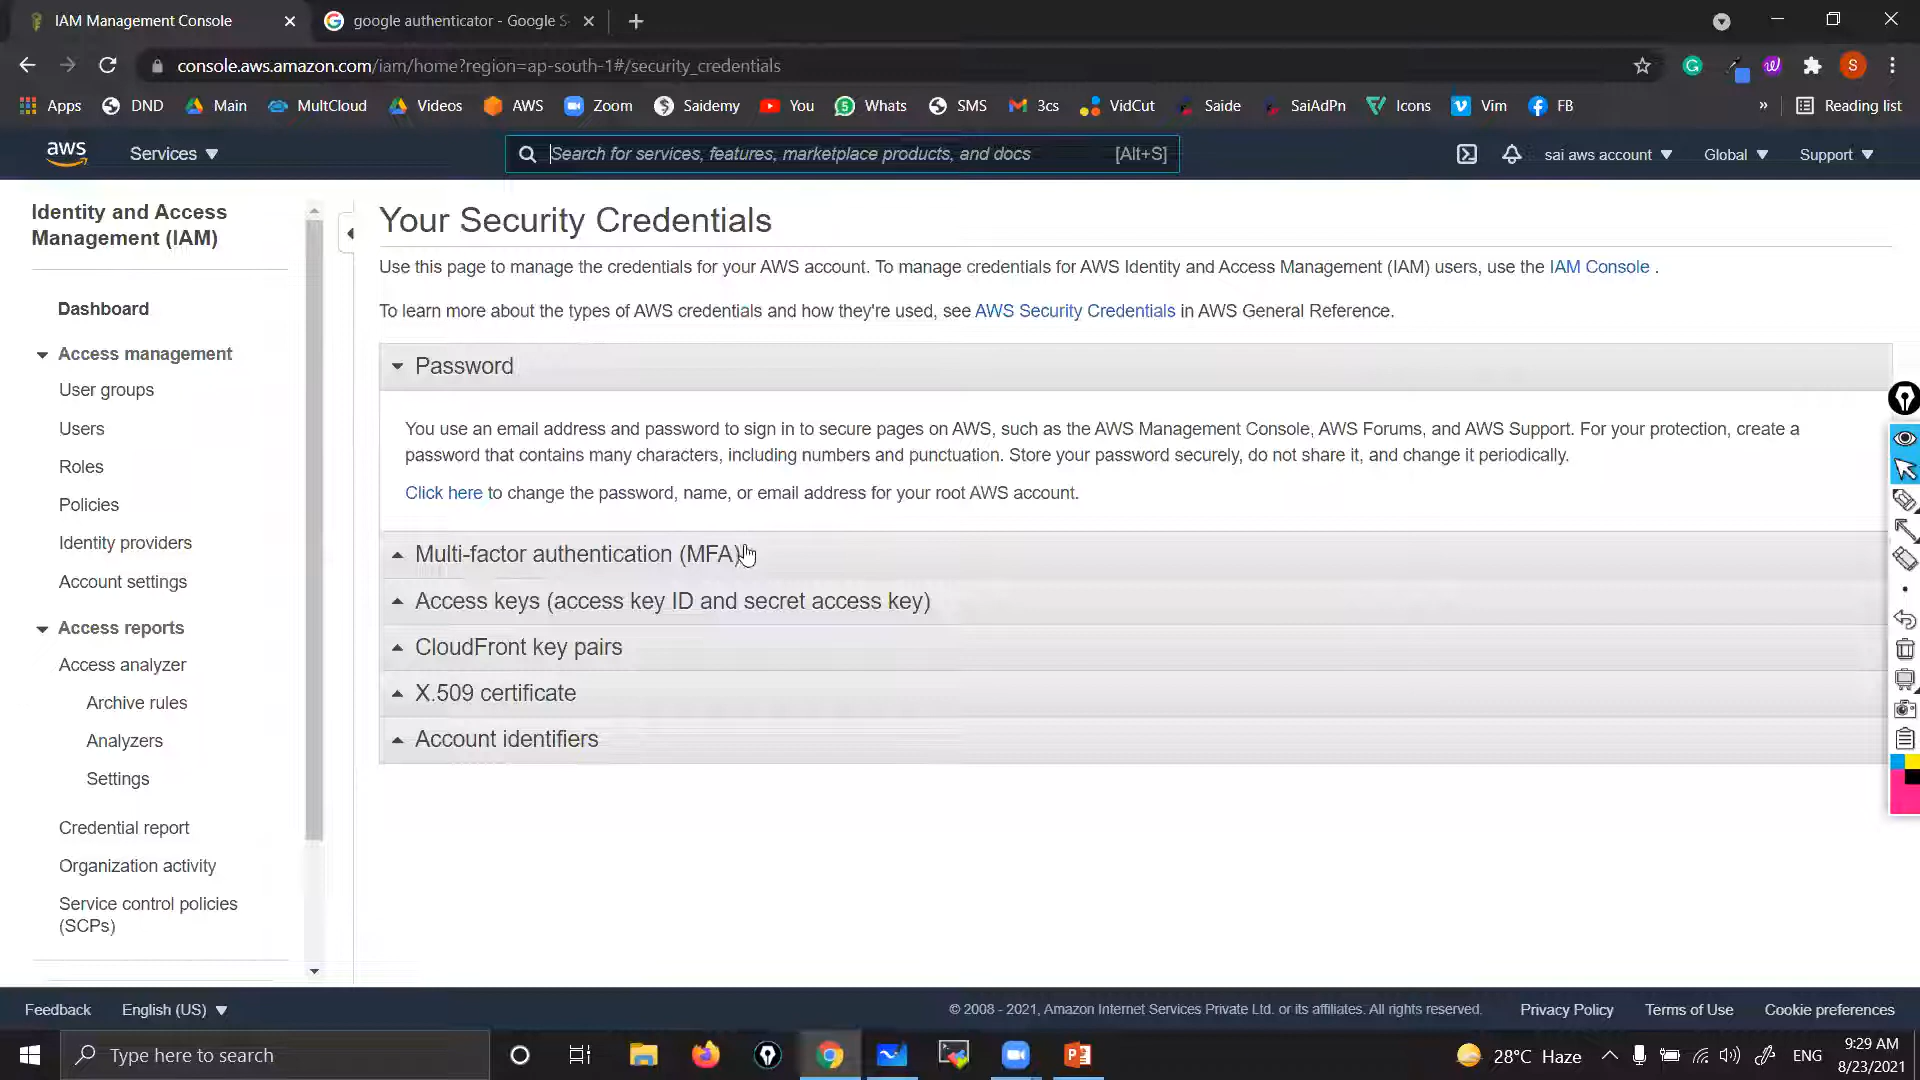 IAM Management Console
google authenticator - Google S
console.aws.amazon.com/iam/home?region=ap-south-1#/security_credentials
S
Apps DND Main MultCloud Videos AWS Zoom Saidemy You Whats SMS 3cs VidCut Saide SaiAdPn Icons Vim FB » Reading list
aws Services Search for services, features, marketplace products, and docs [Alt+S] sai aws account Global Support
Identity and Access
Management (IAM)
Dashboard
Access management
User groups
Users
Roles
Policies
Identity providers
Account settings
Access reports
Access analyzer
Archive rules
Analyzers
Settings
Credential report
Organization activity
Service control policies
(SCPs)
Your Security Credentials
Use this page to manage the credentials for your AWS account. To manage credentials for AWS Identity and Access Management (IAM) users, use the IAM Console .
To learn more about the types of AWS credentials and how they're used, see AWS Security Credentials in AWS General Reference.
Password
You use an email address and password to sign in to secure pages on AWS, such as the AWS Management Console, AWS Forums, and AWS Support. For your protection, create a
password that contains many characters, including numbers and punctuation. Store your password securely, do not share it, and change it periodically.
Click here to change the password, name, or email address for your root AWS account.
Multi-factor authentication (MFA)
Access keys (access key ID and secret access key)
CloudFront key pairs
X.509 certificate
Account identifiers
Feedback English (US) © 2008 - 2021, Amazon Internet Services Private Ltd. or its affiliates. All rights reserved. Privacy Policy Terms of Use Cookie preferences
Type here to search
28°C Haze
ENG
9:29 AM
8/23/2021